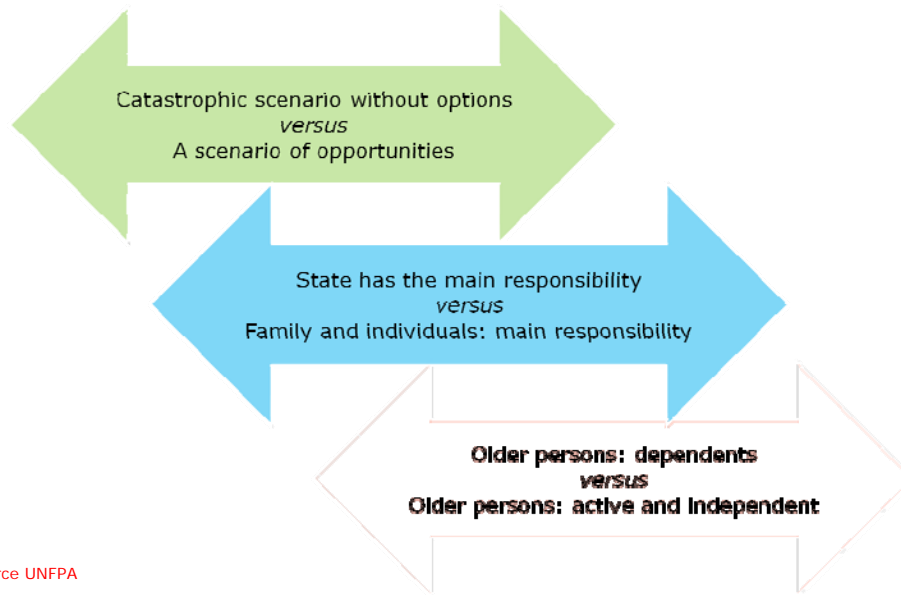 Catastrophic scenario without options
versus
A scenario of opportunities
State has the main responsibility
versus
Family and individuals: main responsibility
Older persons: dependents
versus
Older persons: active and independent
rce UNFPA